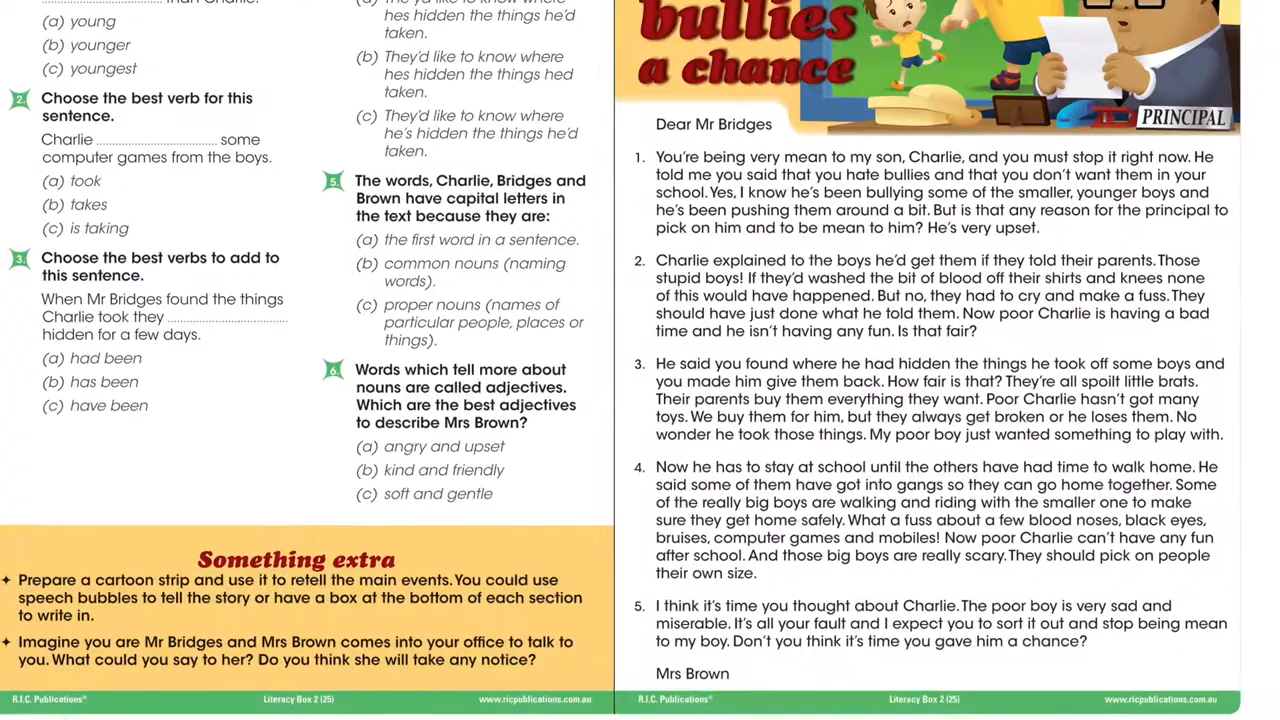 than Charlie.
(a) young
(b) younger
(c) youngest
2. Choose the best verb for this
sentence.
Charlie .................................... some
computer games from the boys.
(a) took
(b) takes
(c) is taking
3. Choose the best verbs to add to
this sentence.
When Mr Bridges found the things
Charlie took they ....................................
hidden for a few days.
(a) had been
(b) has been
(c) have been
hes hidden the things he'd
taken.
(b) They'd like to know where
hes hidden the things hed
taken.
(c) They'd like to know where
he's hidden the things he'd
taken.
5. The words, Charlie, Bridges and
Brown have capital letters in
the text because they are:
(a) the first word in a sentence.
(b) common nouns (naming
words).
(c) proper nouns (names of
particular people, places or
things).
6. Words which tell more about
nouns are called adjectives.
Which are the best adjectives
to describe Mrs Brown?
(a) angry and upset
(b) kind and friendly
(c) soft and gentle
Something extra
Prepare a cartoon strip and use it to retell the main events. You could use
speech bubbles to tell the story or have a box at the bottom of each section
to write in.
Imagine you are Mr Bridges and Mrs Brown comes into your office to talk to
you. What could you say to her? Do you think she will take any notice?
R.I.C. Publications® Literacy Box 2 (25) www.ricpublications.com.au
bullies
a chance
PRINCIPAL
Dear Mr Bridges
1. You're being very mean to my son, Charlie, and you must stop it right now. He
told me you said that you hate bullies and that you don't want them in your
school. Yes, I know he's been bullying some of the smaller, younger boys and
he's been pushing them around a bit. But is that any reason for the principal to
pick on him and to be mean to him? He's very upset.
2. Charlie explained to the boys he'd get them if they told their parents. Those
stupid boys! If they'd washed the bit of blood off their shirts and knees none
of this would have happened. But no, they had to cry and make a fuss. They
should have just done what he told them. Now poor Charlie is having a bad
time and he isn't having any fun. Is that fair?
3. He said you found where he had hidden the things he took off some boys and
you made him give them back. How fair is that? They're all spoilt little brats.
Their parents buy them everything they want. Poor Charlie hasn't got many
toys. We buy them for him, but they always get broken or he loses them. No
wonder he took those things. My poor boy just wanted something to play with.
4. Now he has to stay at school until the others have had time to walk home. He
said some of them have got into gangs so they can go home together. Some
of the really big boys are walking and riding with the smaller one to make
sure they get home safely. What a fuss about a few blood noses, black eyes,
bruises, computer games and mobiles! Now poor Charlie can't have any fun
after school. And those big boys are really scary. They should pick on people
their own size.
5. I think it's time you thought about Charlie. The poor boy is very sad and
miserable. It's all your fault and I expect you to sort it out and stop being mean
to my boy. Don't you think it's time you gave him a chance?
Mrs Brown
R.I.C. Publications® Literacy Box 2 (25) www.ricpublications.com.au